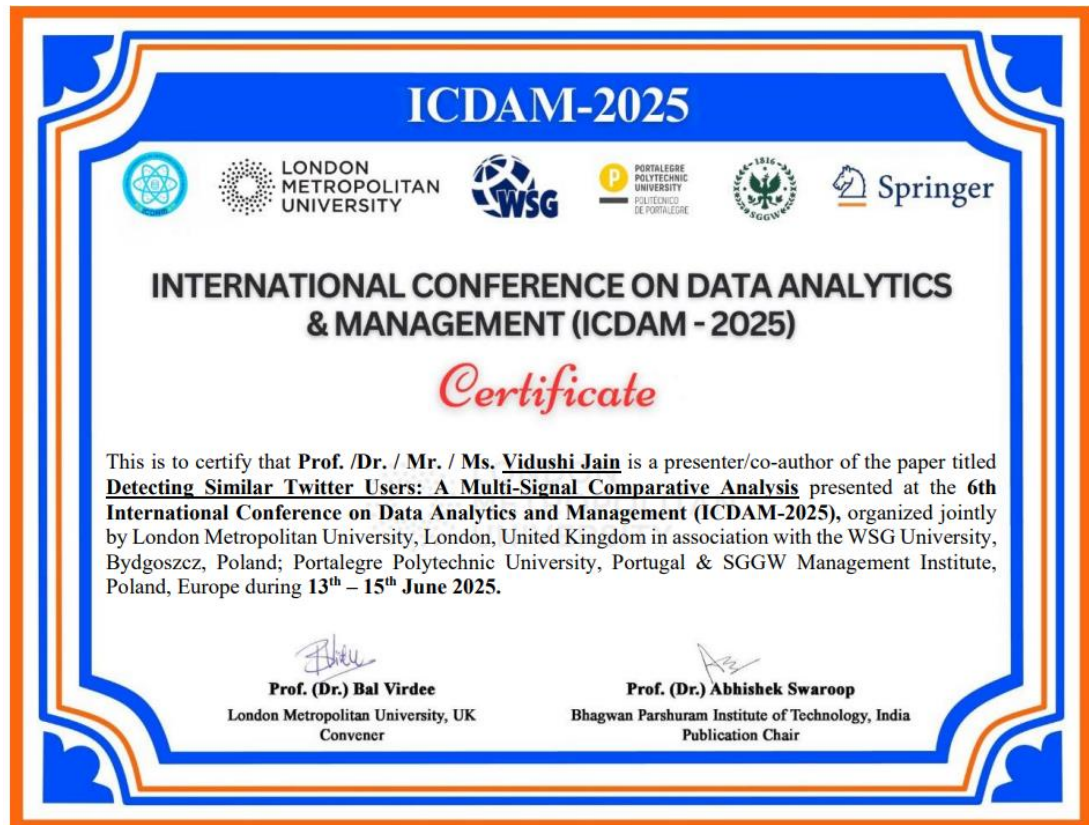 ICDAM-2025
ICDAM
LONDON
METROPOLITAN
UNIVERSITY
WSG
P
PORTALEGRE
POLYTECHNIC
UNIVERSITY
POLITÉCNICO
DE PORTALEGRE
1816
SGGW
Springer
INTERNATIONAL CONFERENCE ON DATA ANALYTICS
& MANAGEMENT (ICDAM - 2025)
Certificate
This is to certify that Prof. /Dr. / Mr. / Ms. Vidushi Jain is a presenter/co-author of the paper titled
Detecting Similar Twitter Users: A Multi-Signal Comparative Analysis presented at the 6th
International Conference on Data Analytics and Management (ICDAM-2025), organized jointly
by London Metropolitan University, London, United Kingdom in association with the WSG University,
Bydgoszcz, Poland; Portalegre Polytechnic University, Portugal & SGGW Management Institute,
Poland, Europe during 13th – 15th June 2025.
Prof. (Dr.) Bal Virdee
London Metropolitan University, UK
Convener
Prof. (Dr.) Abhishek Swaroop
Bhagwan Parshuram Institute of Technology, India
Publication Chair